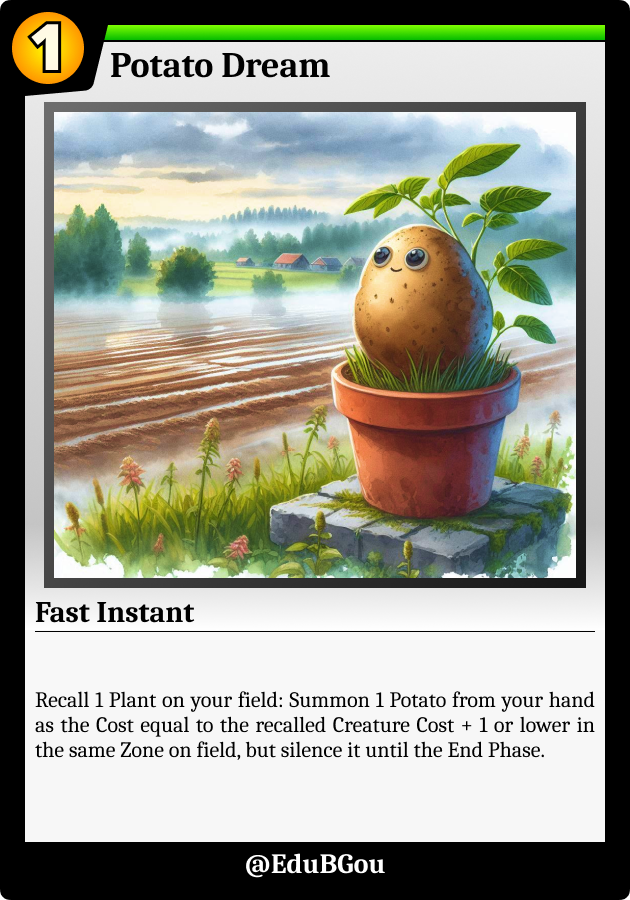 1
Potato Dream
Fast Instant
Recall 1 Plant on your field: Summon 1 Potato from your hand
as the Cost equal to the recalled Creature Cost + 1 or lower in
the same Zone on field, but silence it until the End Phase.
@EduBGou